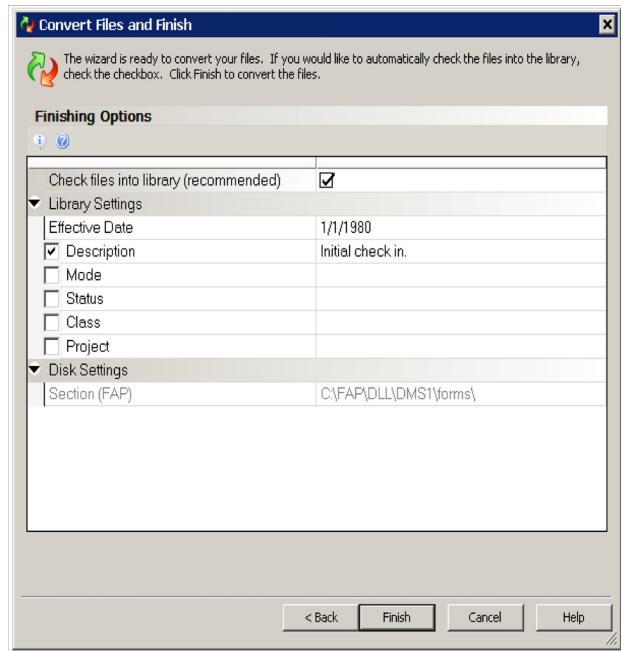 Convert Files and Finish
The wizard is ready to convert your files. If you would like to automatically check the files into the library,
check the checkbox. Click Finish to convert the files.
Finishing Options
Check files into library (recommended)
Library Settings
Effective Date 1/1/1980
Description Initial check in.
Mode
Status
Class
Project
Disk Settings
Section (FAP) C:\FAP\DLL\DMS1\forms\
< Back Finish Cancel Help